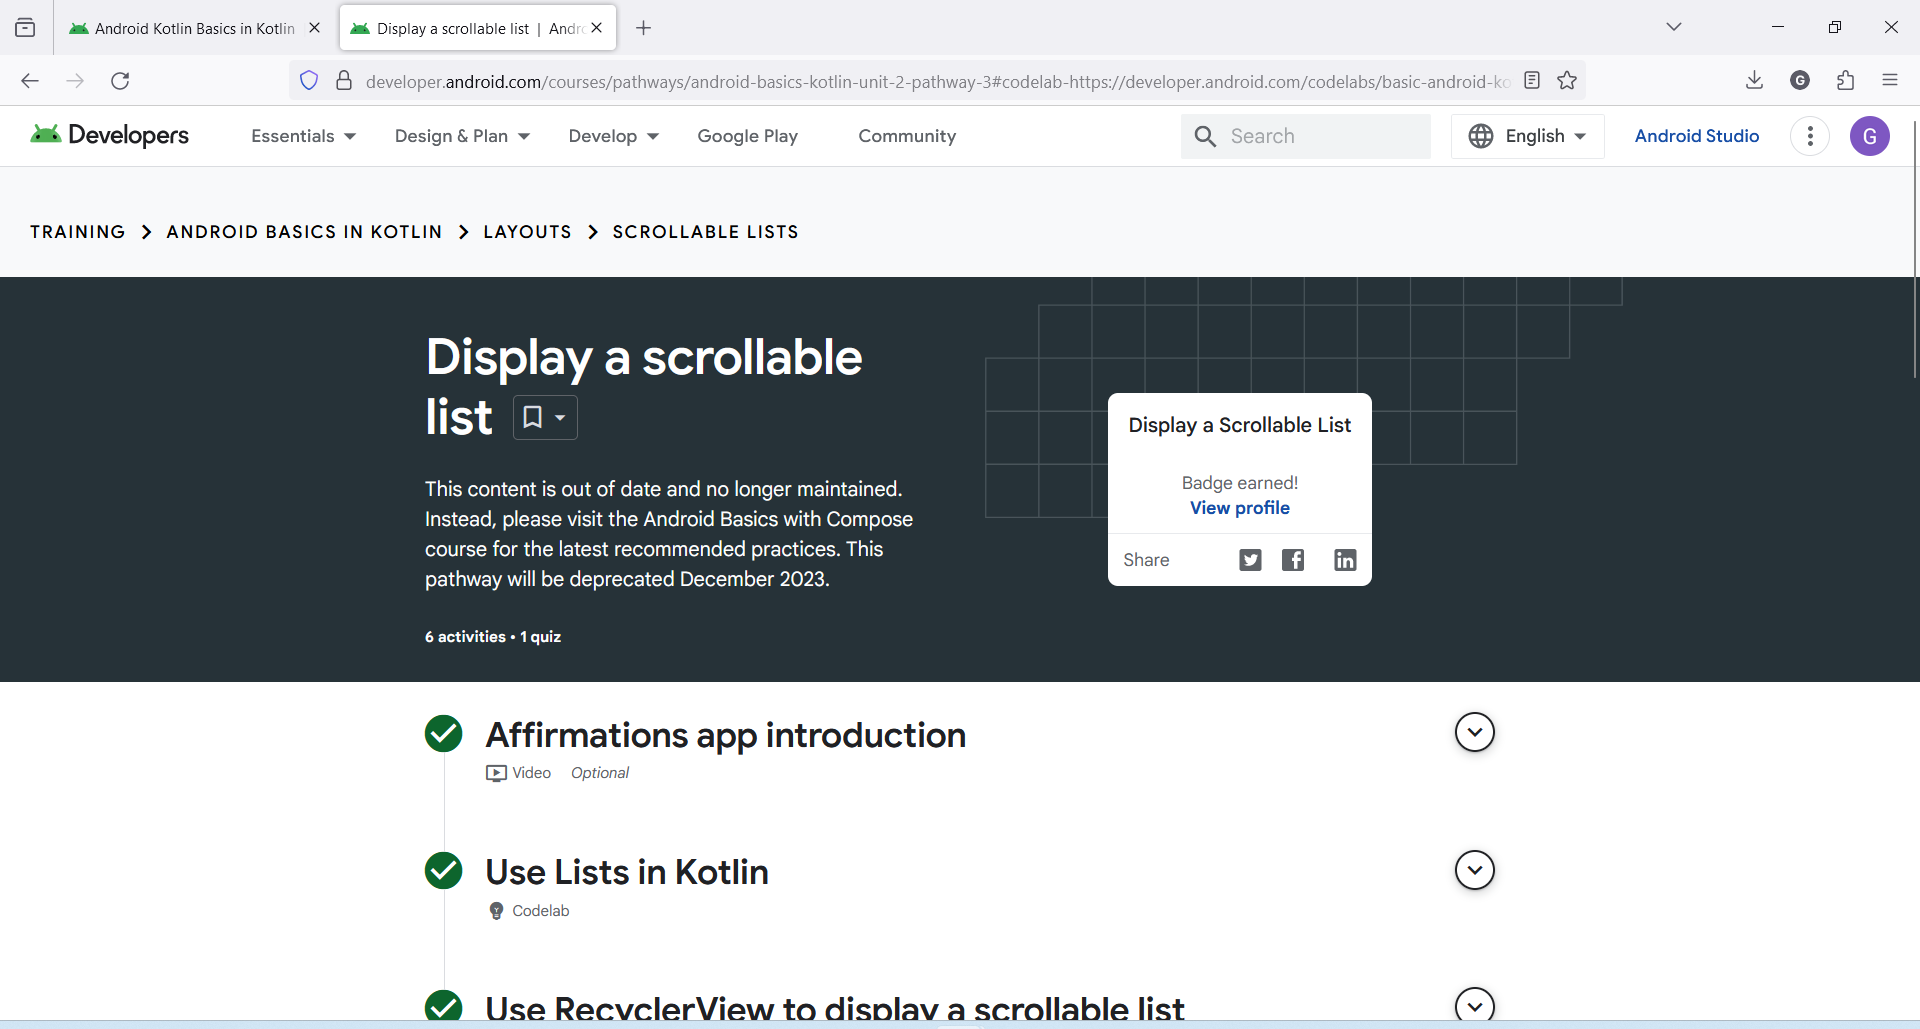 Android Kotlin Basics in Kotlin
Display a scrollable list | Andro
developer.android.com/courses/pathways/android-basics-kotlin-unit-2-pathway-3#codelab-https://developer.android.com/codelabs/basic-android-ko
G
Developers
Essentials
Design & Plan
Develop
Google Play
Community
Search
English
Android Studio
G
TRAINING > ANDROID BASICS IN KOTLIN > LAYOUTS > SCROLLABLE LISTS
Display a scrollable
list
This content is out of date and no longer maintained.
Instead, please visit the Android Basics with Compose
course for the latest recommended practices. This
pathway will be deprecated December 2023.
6 activities • 1 quiz
Display a Scrollable List
Badge earned!
View profile
Share
Affirmations app introduction
Video Optional
Use Lists in Kotlin
Codelab
Use RecyclerView to display a scrollable list